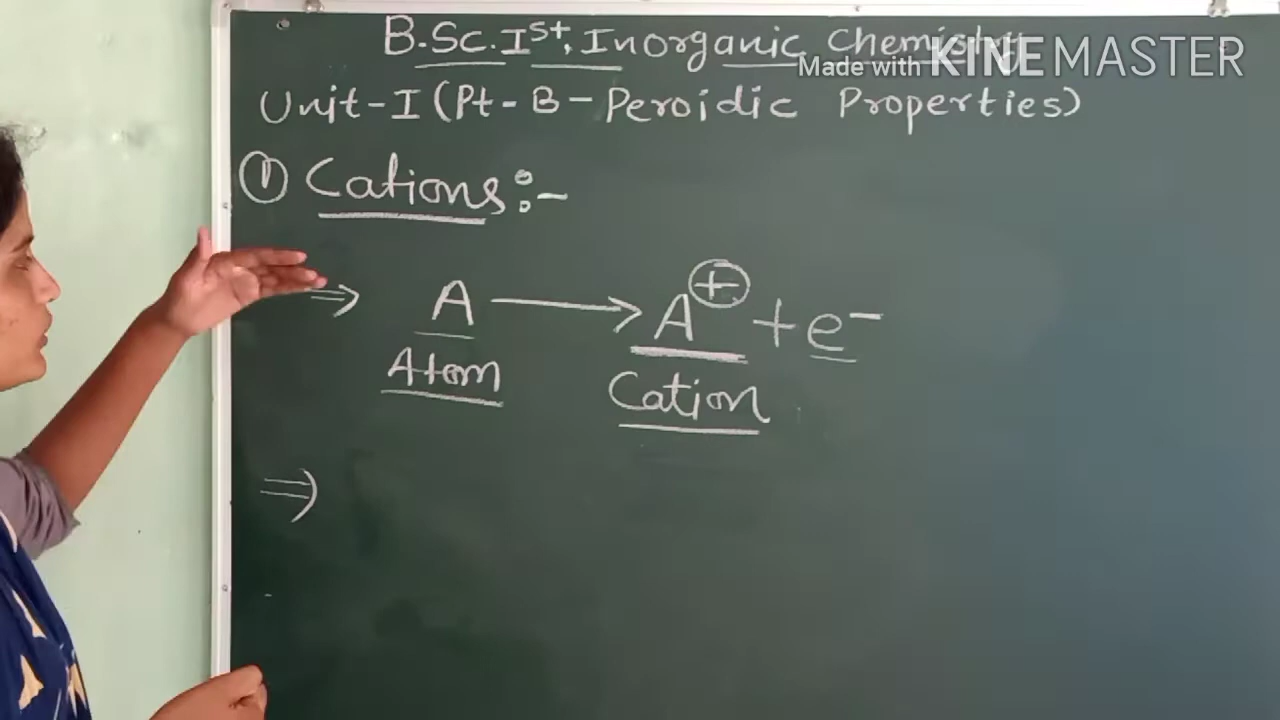 B.Sc.Ist, Inorganic Chemistry
Made with KINEMASTER
Unit-I (Pt-B-Peroidic Properties)
① Cations:-
⇒ A ⟶ A⊕ + e⁻
Atom Cation
⇒